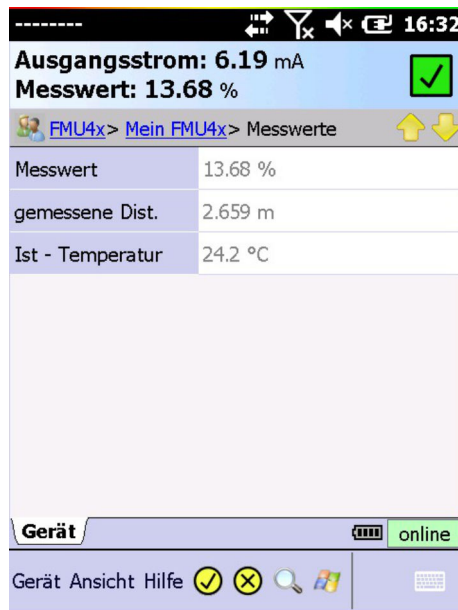 -------- 16:32
Ausgangsstrom: 6.19 mA
Messwert: 13.68 %
FMU4x> Mein FMU4x> Messwerte
Messwert 13.68 %
gemessene Dist. 2.659 m
Ist - Temperatur 24.2 °C
Gerät online
Gerät Ansicht Hilfe